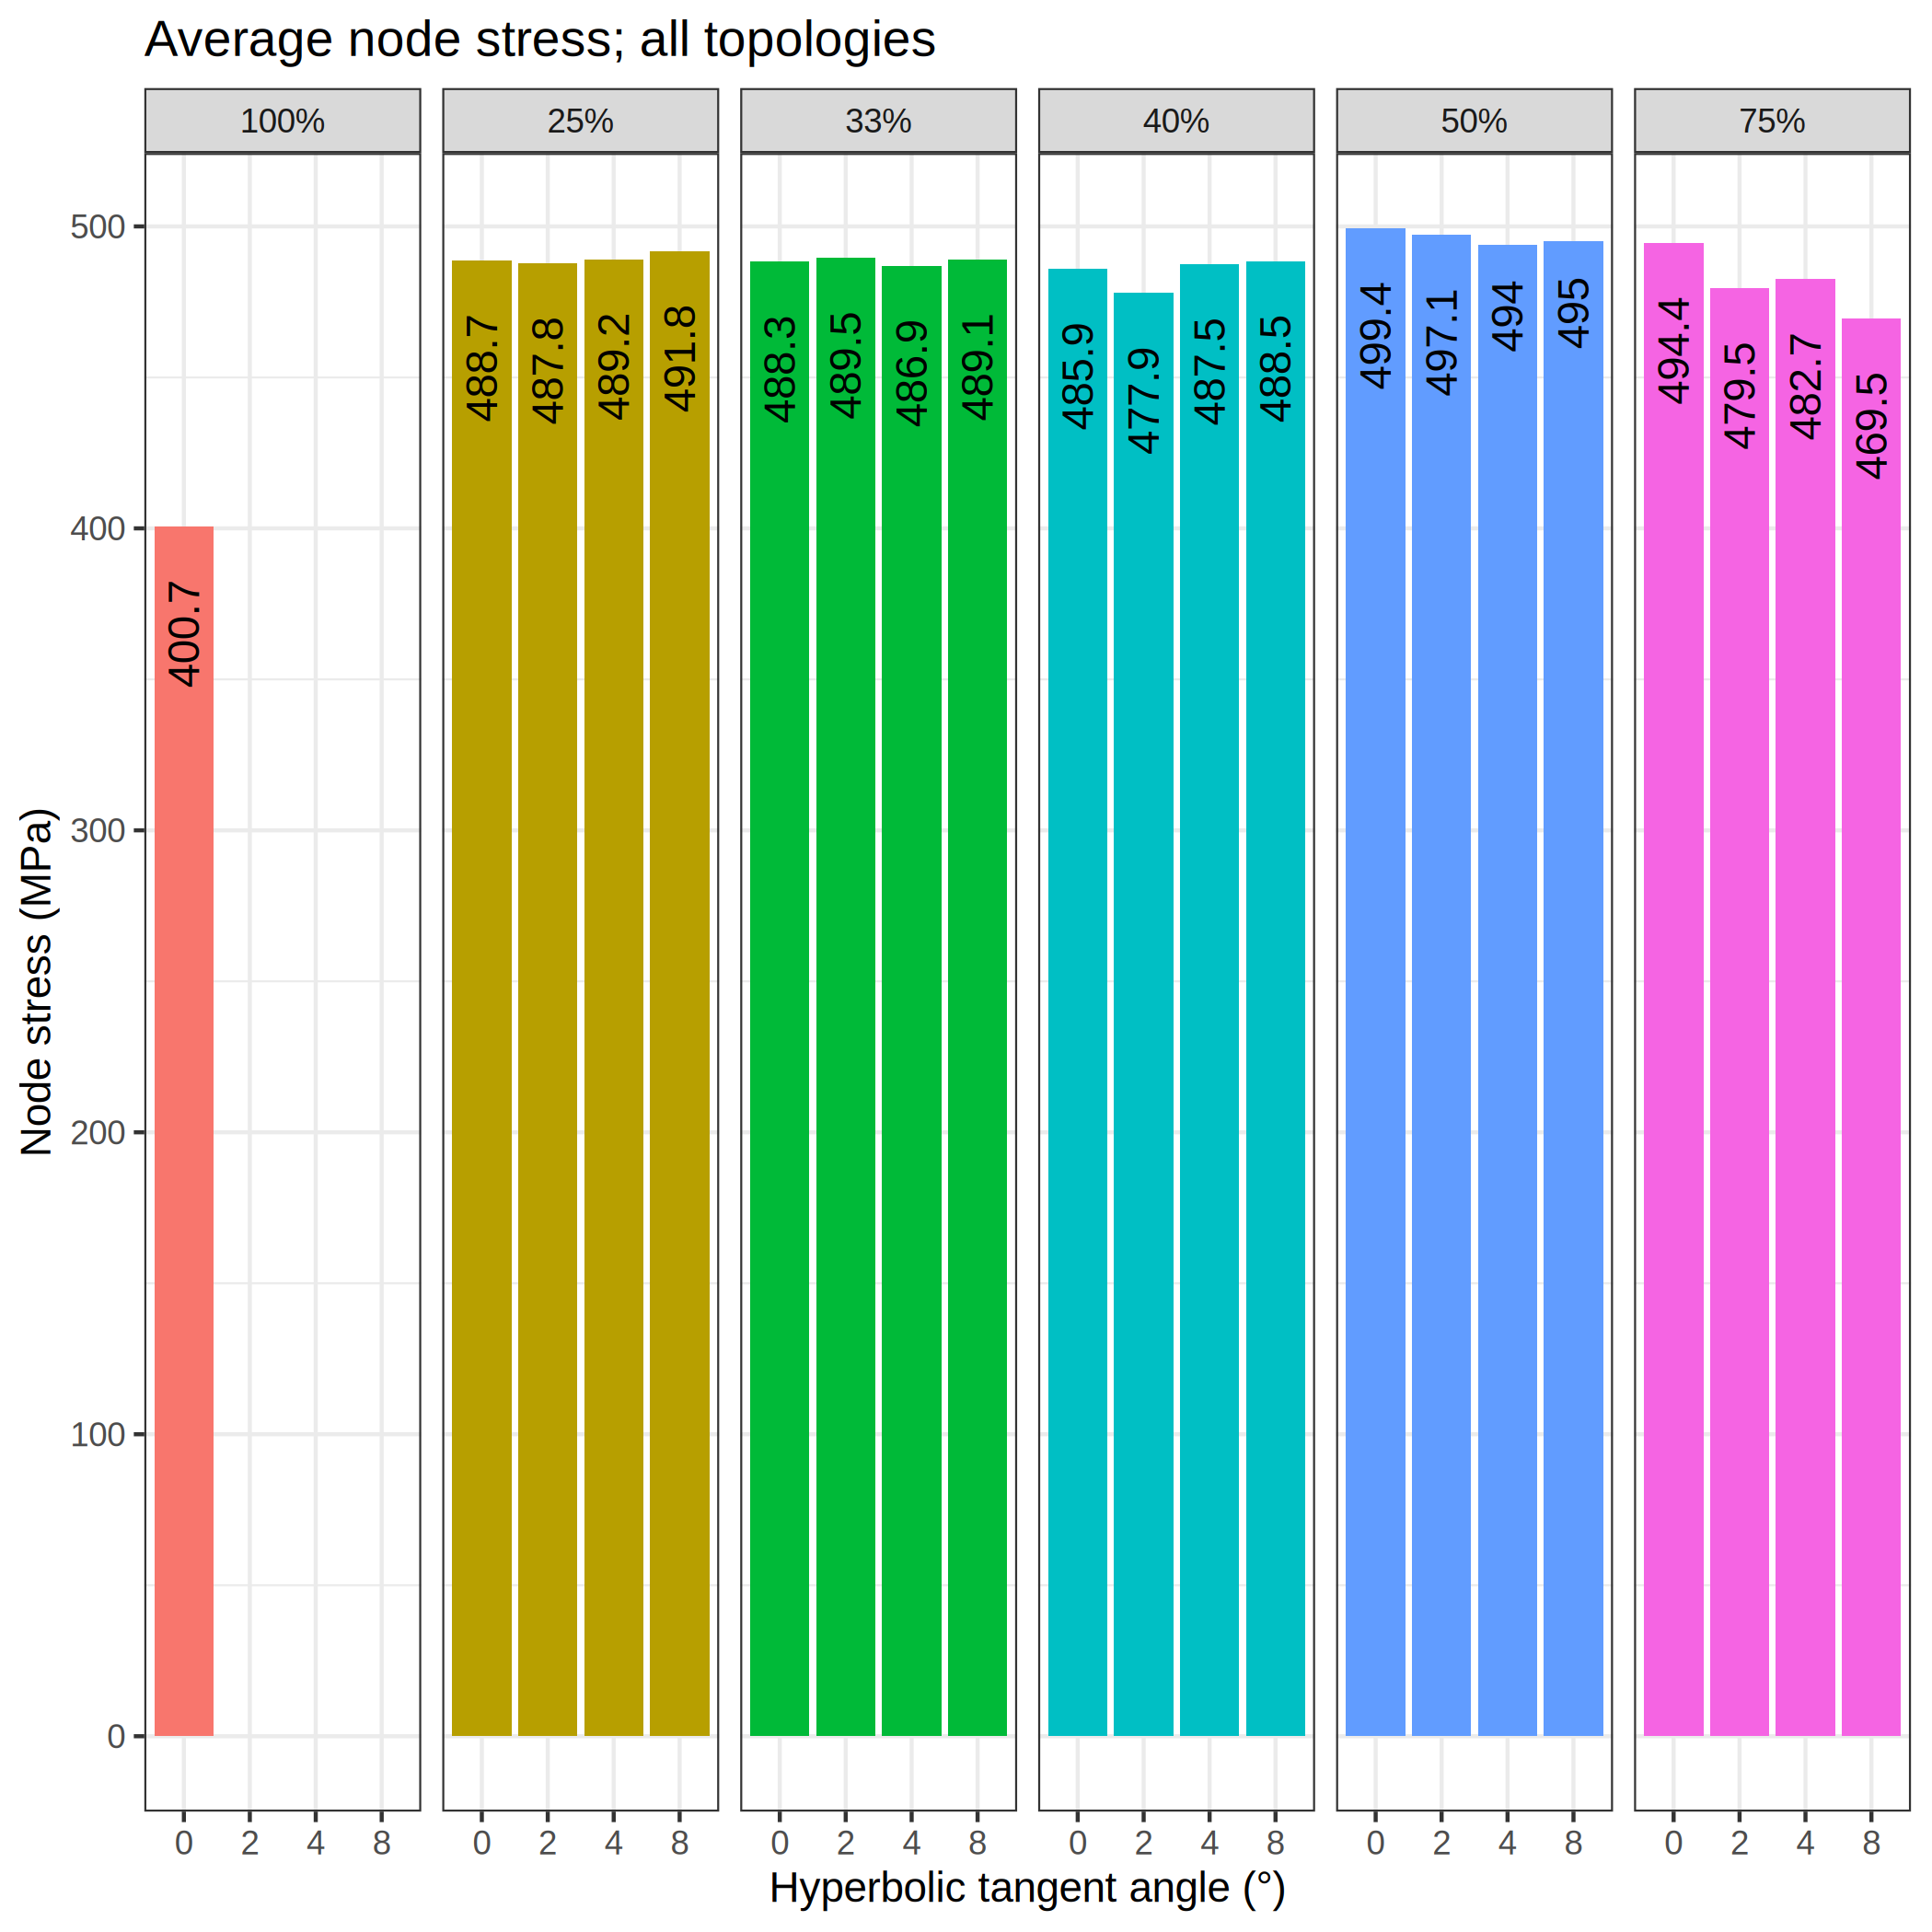 Average node stress; all topologies
100% 25% 33% 40% 50% 75%
500
400
300
200
100
0
Node stress (MPa)
400.7
488.7 487.8 489.2 491.8
488.3 489.5 486.9 489.1
485.9 477.9 487.5 488.5
499.4 497.1 494 495
494.4 479.5 482.7 469.5
0 2 4 8 0 2 4 8 0 2 4 8 0 2 4 8 0 2 4 8 0 2 4 8
Hyperbolic tangent angle (°)